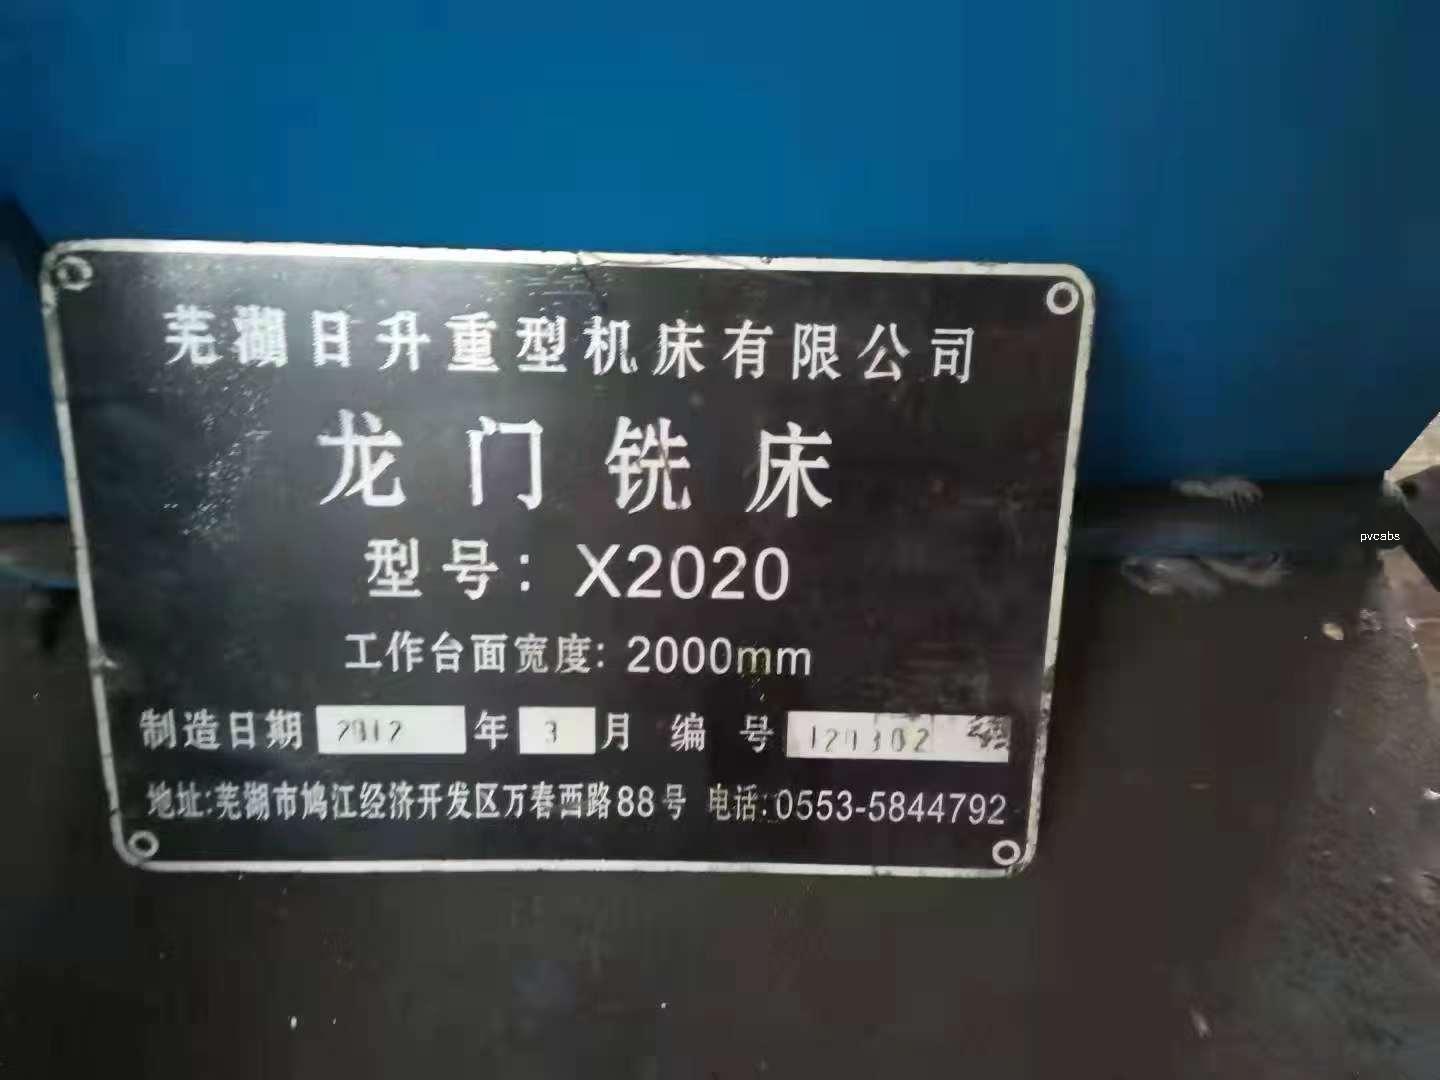 芜湖日升重型机床有限公司
龙门铣床
型号：X2020
工作台面宽度：2000mm
制造日期 2012 年 3 月 编号 120302
地址：芜湖市鸠江经济开发区万春西路88号 电话：0553-5844792
pvcabs